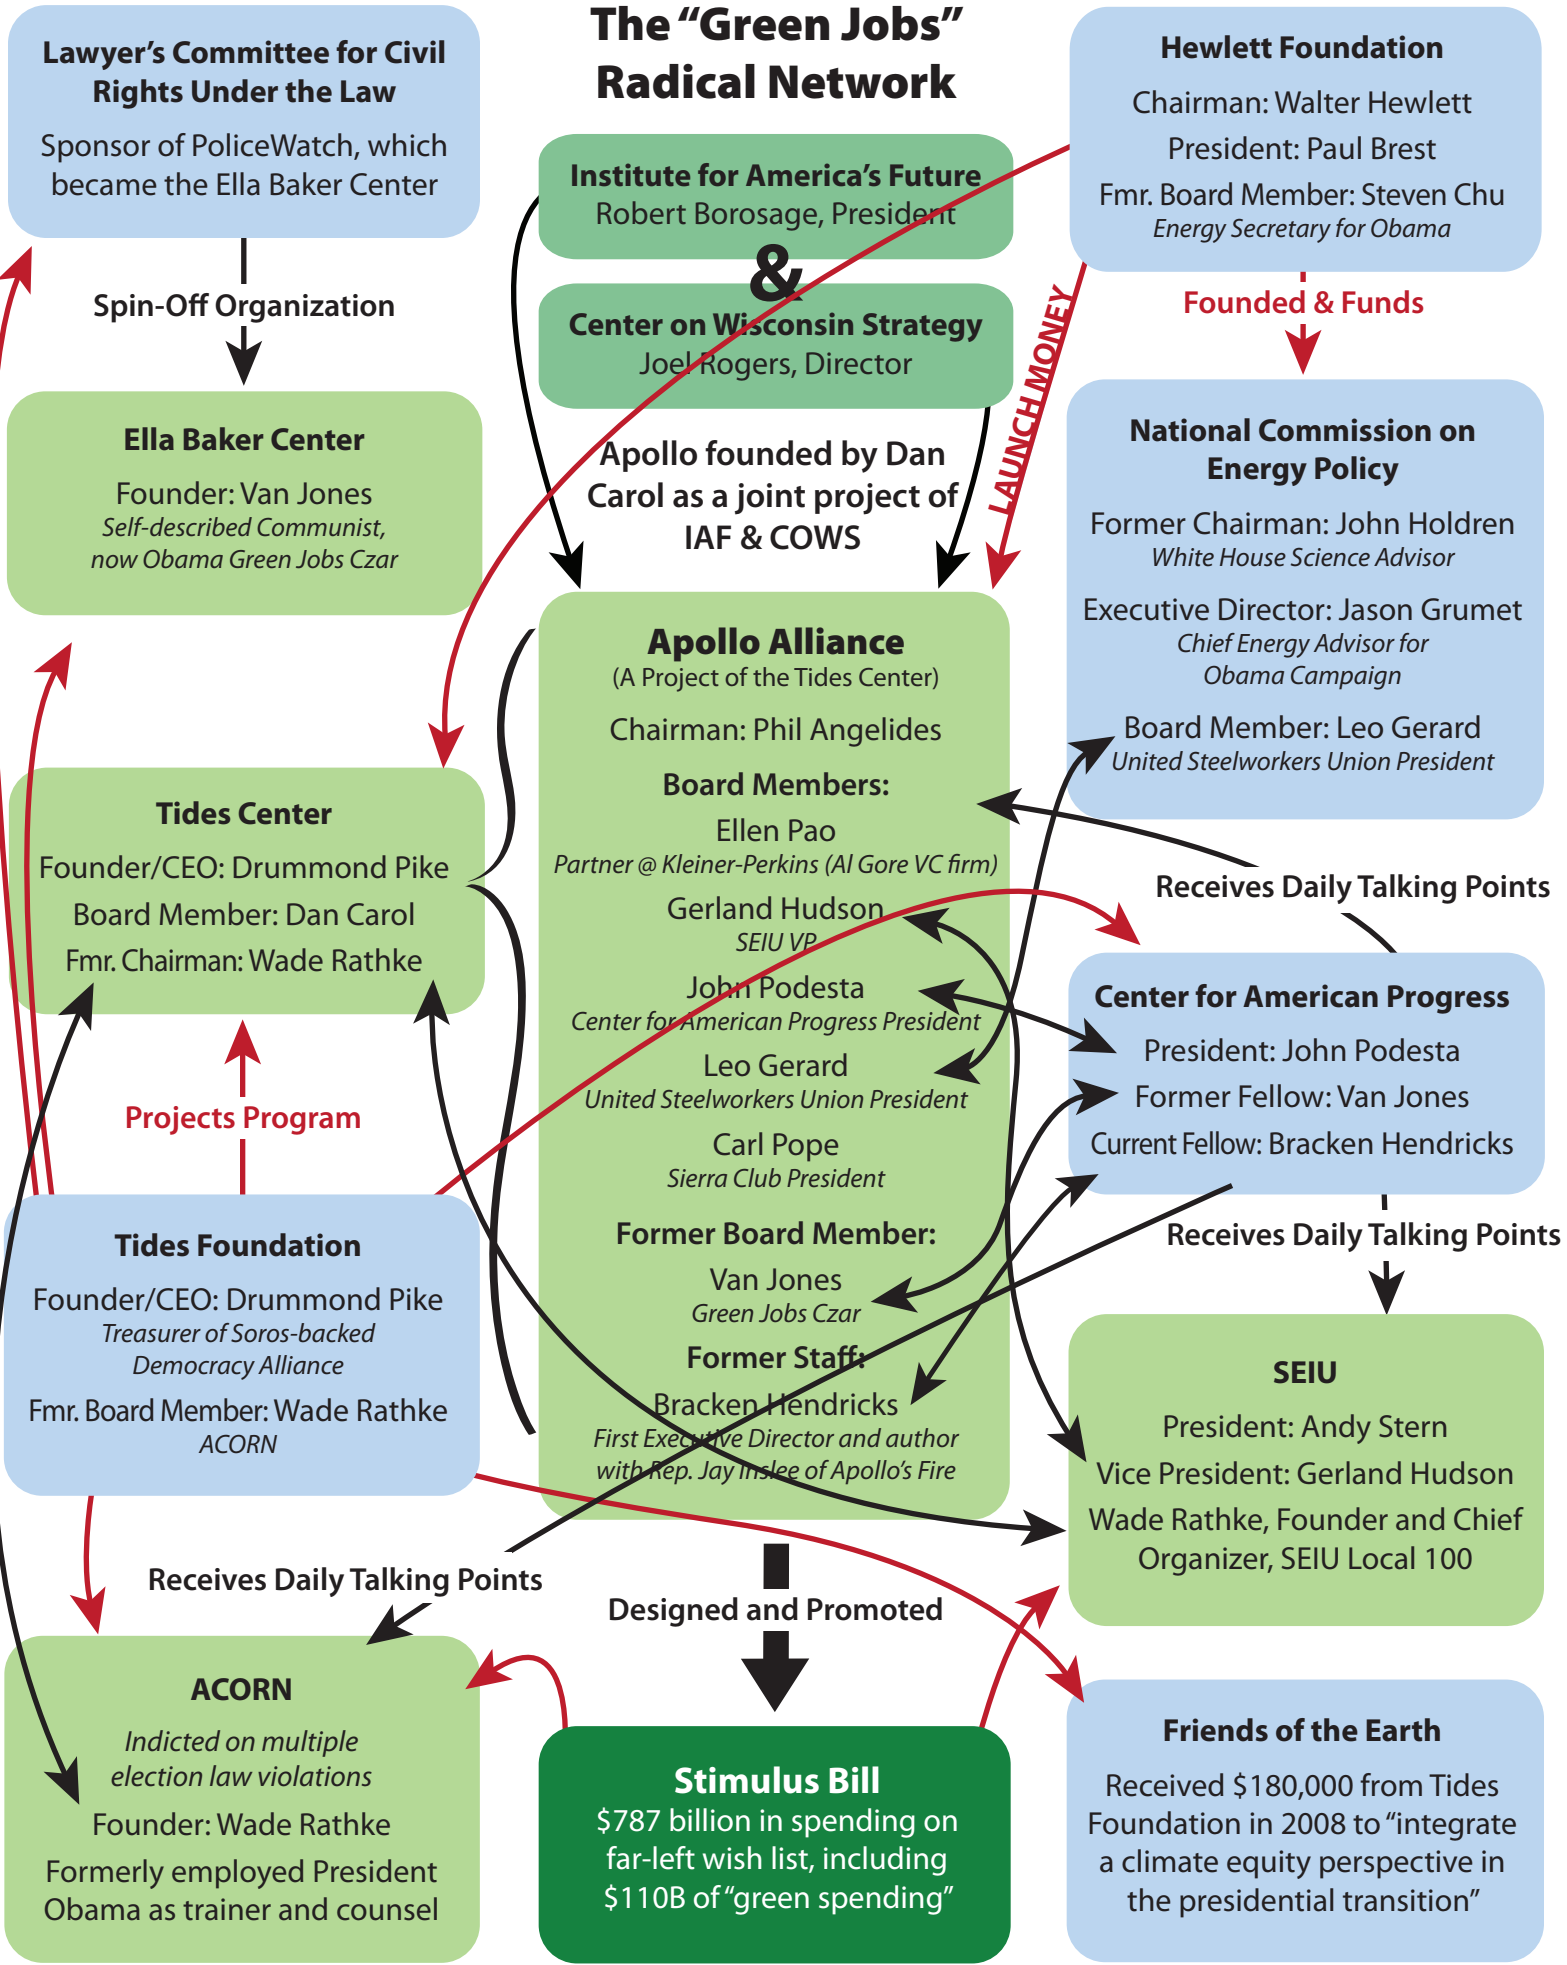 The “Green Jobs”
Radical Network
Lawyer’s Committee for Civil
Rights Under the Law
Sponsor of PoliceWatch, which
became the Ella Baker Center
Spin-Off Organization
Ella Baker Center
Founder: Van Jones
Self-described Communist,
now Obama Green Jobs Czar
Tides Center
Founder/CEO: Drummond Pike
Board Member: Dan Carol
Fmr. Chairman: Wade Rathke
Projects Program
Tides Foundation
Founder/CEO: Drummond Pike
Treasurer of Soros-backed
Democracy Alliance
Fmr. Board Member: Wade Rathke
ACORN
Receives Daily Talking Points
ACORN
Indicted on multiple
election law violations
Founder: Wade Rathke
Formerly employed President
Obama as trainer and counsel
Institute for America’s Future
Robert Borosage, President
&
Center on Wisconsin Strategy
Joel Rogers, Director
Apollo founded by Dan
Carol as a joint project of
IAF & COWS
LAUNCH MONEY
Apollo Alliance
(A Project of the Tides Center)
Chairman: Phil Angelides
Board Members:
Ellen Pao
Partner @ Kleiner-Perkins (Al Gore VC firm)
Gerland Hudson
SEIU VP
John Podesta
Center for American Progress President
Leo Gerard
United Steelworkers Union President
Carl Pope
Sierra Club President
Former Board Member:
Van Jones
Green Jobs Czar
Former Staff:
Bracken Hendricks
First Executive Director and author
with Rep. Jay Inslee of Apollo’s Fire
Designed and Promoted
Stimulus Bill
$787 billion in spending on
far-left wish list, including
$110B of “green spending”
Hewlett Foundation
Chairman: Walter Hewlett
President: Paul Brest
Fmr. Board Member: Steven Chu
Energy Secretary for Obama
Founded & Funds
National Commission on
Energy Policy
Former Chairman: John Holdren
White House Science Advisor
Executive Director: Jason Grumet
Chief Energy Advisor for
Obama Campaign
Board Member: Leo Gerard
United Steelworkers Union President
Receives Daily Talking Points
Center for American Progress
President: John Podesta
Former Fellow: Van Jones
Current Fellow: Bracken Hendricks
Receives Daily Talking Points
SEIU
President: Andy Stern
Vice President: Gerland Hudson
Wade Rathke, Founder and Chief
Organizer, SEIU Local 100
Friends of the Earth
Received $180,000 from Tides
Foundation in 2008 to “integrate
a climate equity perspective in
the presidential transition”